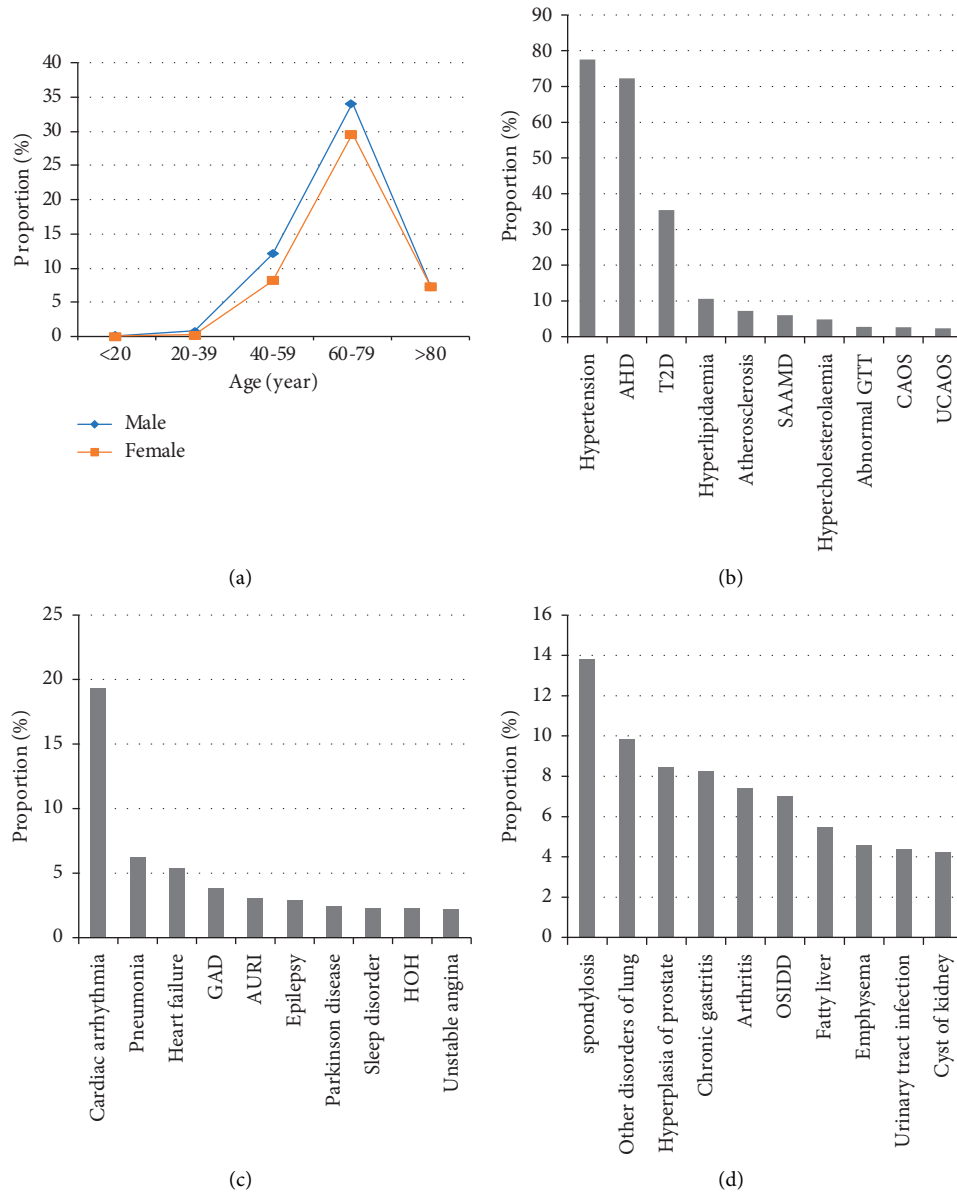 40
35
30
25
20
15
10
5
0
Proportion (%)
<20
20-39
40-59
60-79
>80
Age (year)
Male
Female
(a)
90
80
70
60
50
40
30
20
10
0
Proportion (%)
Hypertension
AHD
T2D
Hyperlipidaemia
Atherosclerosis
SAAMD
Hypercholesterolaemia
Abnormal GTT
CAOS
UCAOS
(b)
25
20
15
10
5
0
Proportion (%)
Cardiac arrhythmia
Pneumonia
Heart failure
GAD
AURI
Epilepsy
Parkinson disease
Sleep disorder
HOH
Unstable angina
(c)
16
14
12
10
8
6
4
2
0
Proportion (%)
spondylosis
Other disorders of lung
Hyperplasia of prostate
Chronic gastritis
Arthritis
OSIDD
Fatty liver
Emphysema
Urinary tract infection
Cyst of kidney
(d)